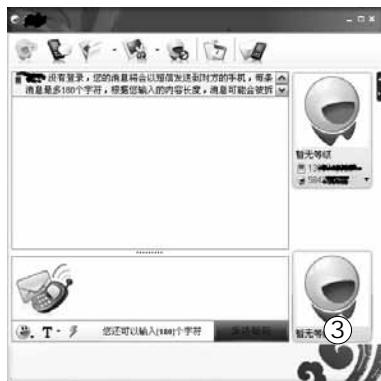 没有登录，您的消息将会以短信发送到对方的手机，每条
消息最多180个字符，根据您输入的内容长度，消息可能会被拆
暂无等级
13
584
T
您还可以输入[180]个字符
暂无等
③